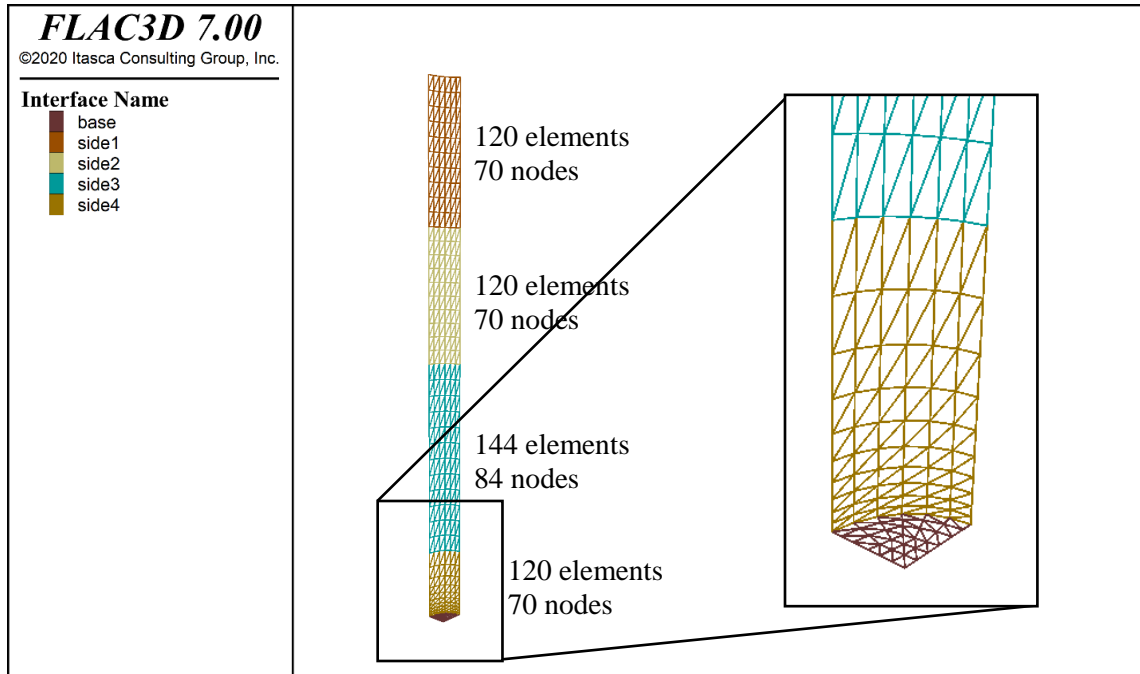 FLAC3D 7.00
©2020 Itasca Consulting Group, Inc.
Interface Name
base
side1
side2
side3
side4
120 elements
70 nodes
120 elements
70 nodes
144 elements
84 nodes
120 elements
70 nodes